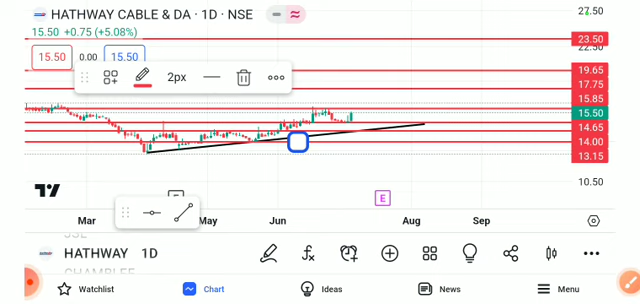 HATHWAY CABLE & DA · 1D · NSE
27.50
15.50 +0.75 (+5.08%)
23.50
22.50
15.50 0.00 15.50
19.65
2px
17.75
15.85
15.50
14.65
14.00
13.15
10.50
E
Mar May Jun Aug Sep
HATHWAY 1D
Watchlist Chart Ideas News Menu